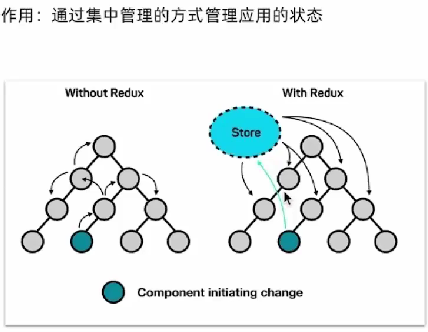 作用：通过集中管理的方式管理应用的状态
Without Redux
With Redux
Store
Component initiating change